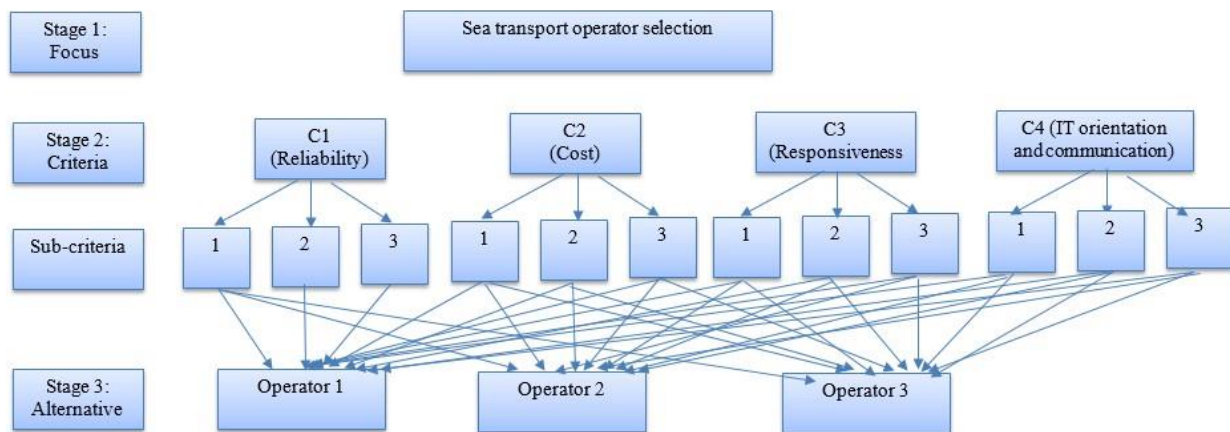 Stage 1:
Focus
Sea transport operator selection
Stage 2:
Criteria
C1
(Reliability)
C2
(Cost)
C3
(Responsiveness
C4 (IT orientation
and communication)
Sub-criteria
1
2
3
1
2
3
1
2
3
1
2
3
Stage 3:
Alternative
Operator 1
Operator 2
Operator 3